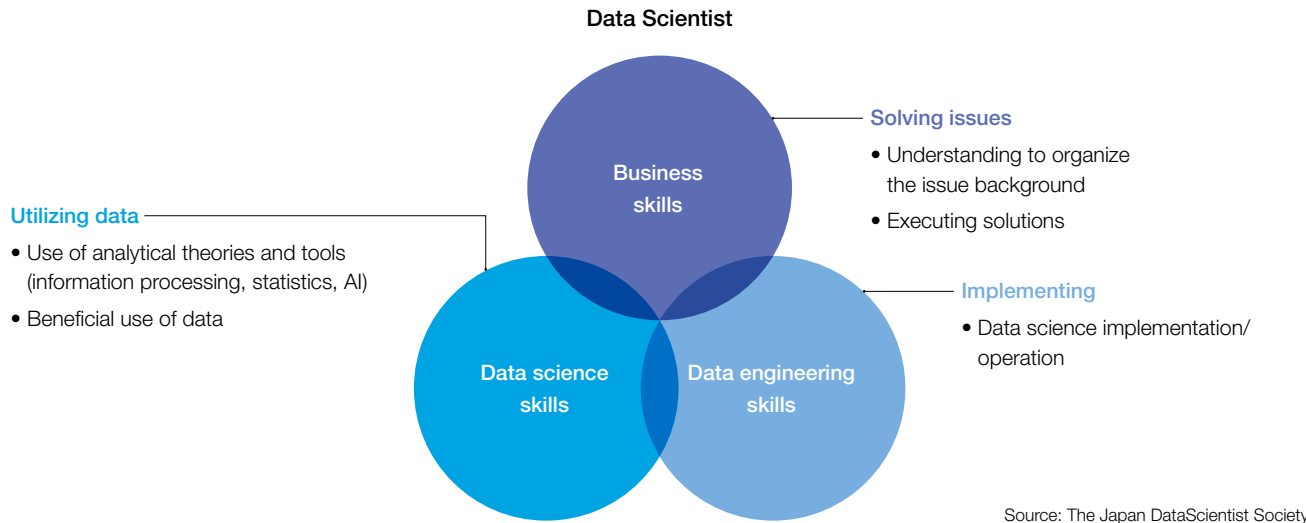 Data Scientist
Business
skills
Solving issues
• Understanding to organize
the issue background
• Executing solutions
Utilizing data
• Use of analytical theories and tools
(information processing, statistics, AI)
• Beneficial use of data
Implementing
• Data science implementation/
operation
Data science
skills
Data engineering
skills
Source: The Japan DataScientist Society